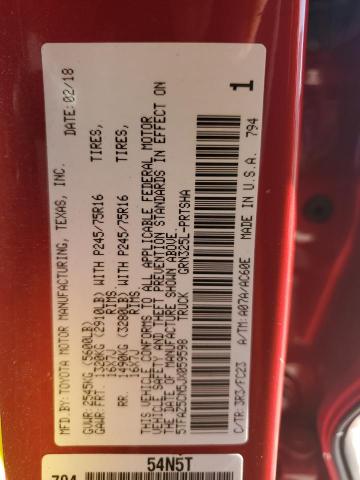 MFD. BY: TOYOTA MOTOR MANUFACTURING, TEXAS, INC. DATE: 02/18
GVWR: 2545KG (5600LB)
FRT. 1320KG (2910LB) WITH P245/75R16 TIRES,
16X7J RIMS
RR. 1490KG (3280LB) WITH P245/75R16 TIRES,
16X7J RIMS
THIS VEHICLE CONFORMS TO ALL APPLICABLE FEDERAL MOTOR
VEHICLE SAFETY AND THEFT PREVENTION STANDARDS IN EFFECT ON
THE DATE OF MANUFACTURE SHOWN ABOVE.
5TFAZ5CN5JX059598 TRUCK GRN325L-PRTSHA
C/TR: 3R3/FC23 A/TM: A07A/AC60E MADE IN U.S.A. 794
1
54N5T
794